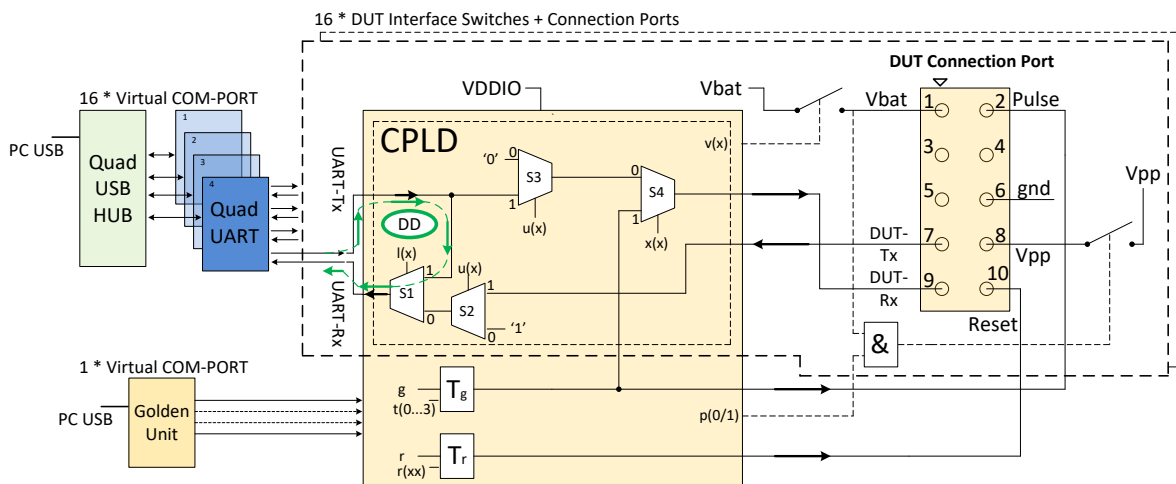 16 * DUT Interface Switches + Connection Ports
DUT Connection Port
16 * Virtual COM-PORT
PC USB
Quad
USB
HUB
1
2
3
4
Quad
UART
UART-Tx
UART-Rx
VDDIO
CPLD
DD
'0'
0
1
S3
u(x)
0
1
S4
x(x)
l(x)
1
0
S1
u(x)
1
0
S2
'1'
v(x)
Vbat
Vbat
1
2
Pulse
3
4
5
6
gnd
7
8
Vpp
9
10
DUT-
Tx
DUT-
Rx
Reset
Vpp
&
p(0/1)
1 * Virtual COM-PORT
PC USB
Golden
Unit
g
t(0...3)
Tg
r
r(xx)
Tr